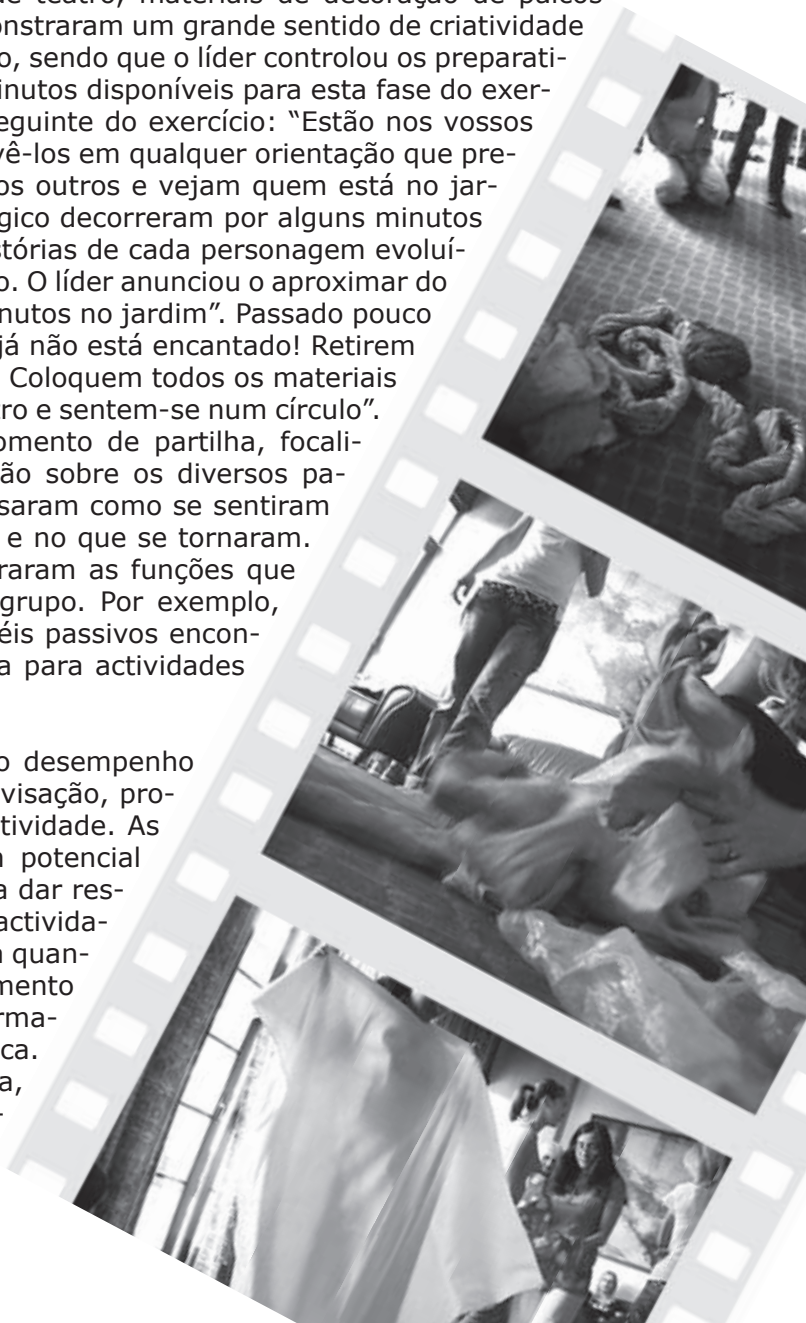 de teatro, materiais de decoração de palcos
onstraram um grande sentido de criatividade
o, sendo que o líder controlou os preparati-
inutos disponíveis para esta fase do exer-
eguinte do exercício: “Estão nos vossos
vê-los em qualquer orientação que pre-
os outros e vejam quem está no jar-
gico decorreram por alguns minutos
stórias de cada personagem evoluí-
o. O líder anunciou o aproximar do
nutos no jardim”. Passado pouco
já não está encantado! Retirem
Coloquem todos os materiais
tro e sentem-se num círculo”.
omento de partilha, focali-
ão sobre os diversos pa-
saram como se sentiram
e no que se tornaram.
raram as funções que
grupo. Por exemplo,
éis passivos encon-
a para actividades
o desempenho
visação, pro-
tividade. As
potencial
a dar res-
activida-
quan-
mento
rma-
ca.
a,
-